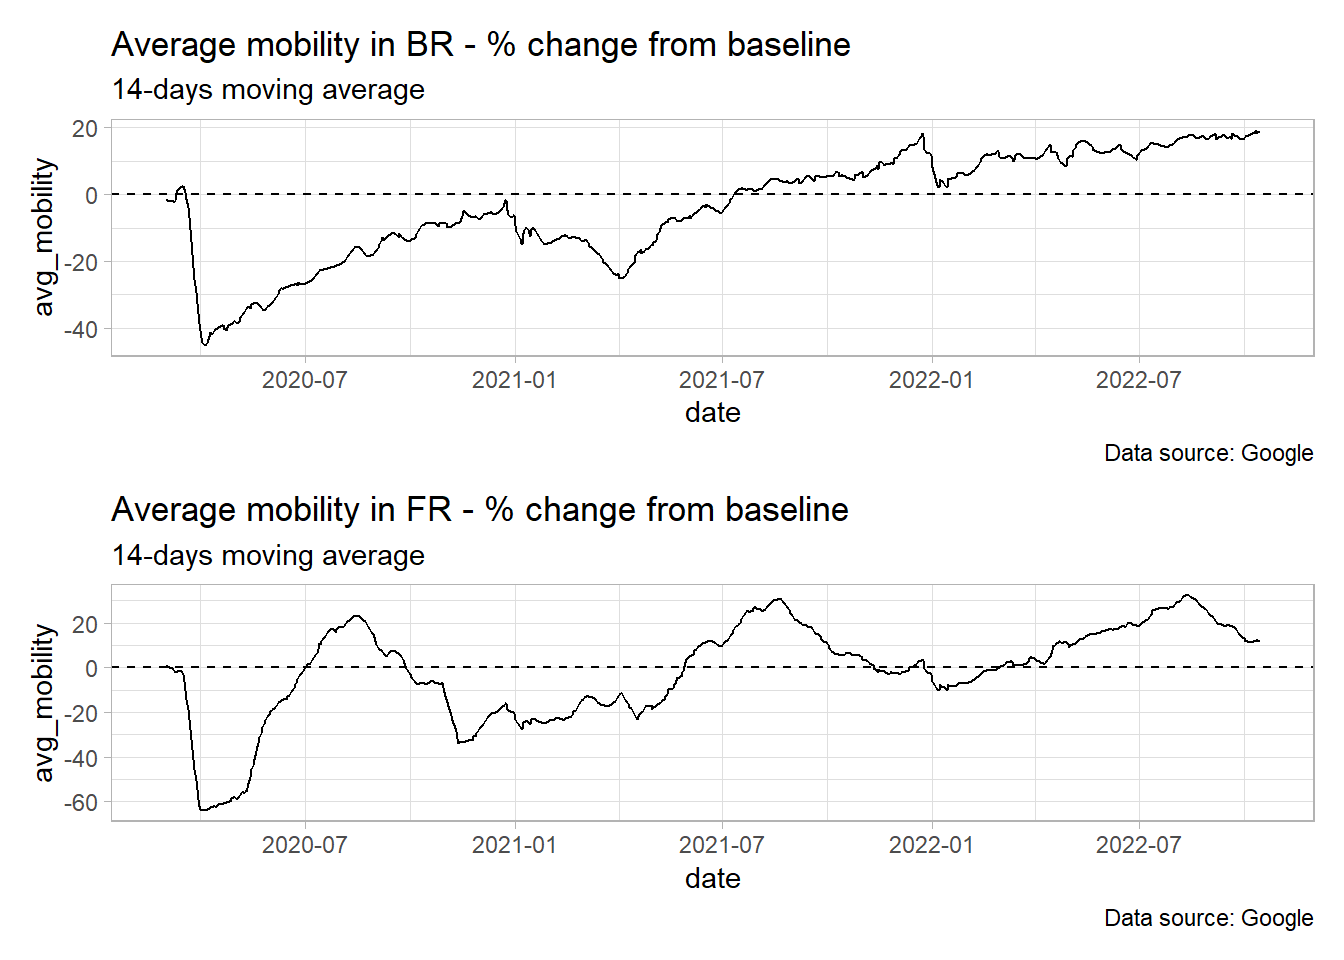 Average mobility in BR - % change from baseline
14-days moving average
avg_mobility
20
0
-20
-40
2020-07 2021-01 2021-07 2022-01 2022-07
date
Data source: Google
Average mobility in FR - % change from baseline
14-days moving average
avg_mobility
20
0
-20
-40
-60
2020-07 2021-01 2021-07 2022-01 2022-07
date
Data source: Google